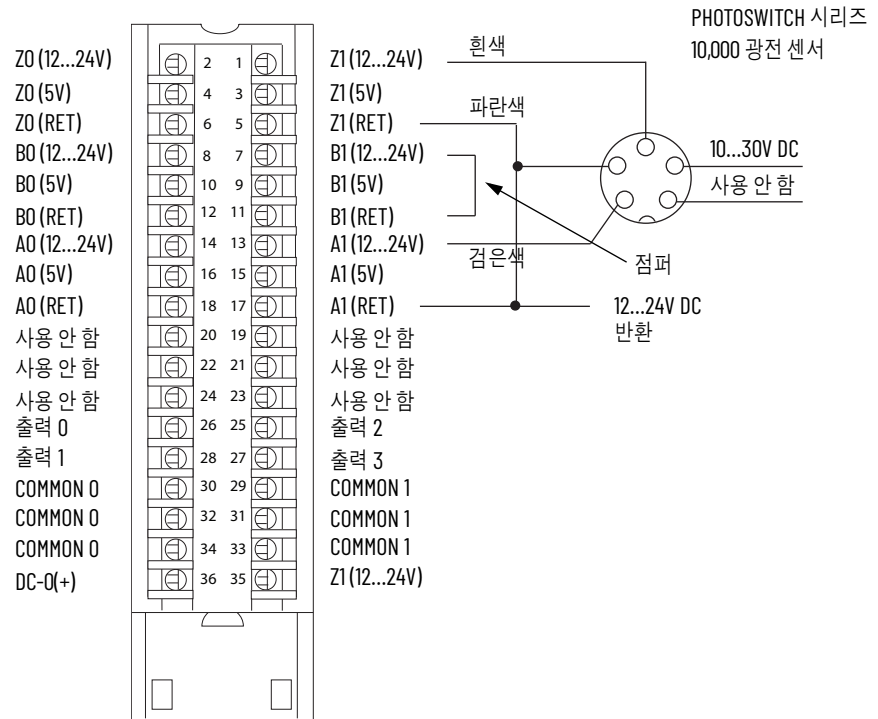 PHOTOSWITCH 시리즈
10,000 광전 센서
Z0 (12...24V) 2 1 Z1 (12...24V) 흰색
Z0 (5V) 4 3 Z1 (5V)
파란색
Z0 (RET) 6 5 Z1 (RET)
B0 (12...24V) 8 7 B1 (12...24V) 10...30V DC
B0 (5V) 10 9 B1 (5V) 사용 안 함
B0 (RET) 12 11 B1 (RET)
A0 (12...24V) 14 13 A1 (12...24V) 검은색
점퍼
A0 (5V) 16 15 A1 (5V)
A0 (RET) 18 17 A1 (RET) 12...24V DC
반환
사용 안 함 20 19 사용 안 함
사용 안 함 22 21 사용 안 함
사용 안 함 24 23 사용 안 함
출력 0 26 25 출력 2
출력 1 28 27 출력 3
COMMON 0 30 29 COMMON 1
COMMON 0 32 31 COMMON 1
COMMON 0 34 33 COMMON 1
DC-0(+) 36 35 Z1 (12...24V)